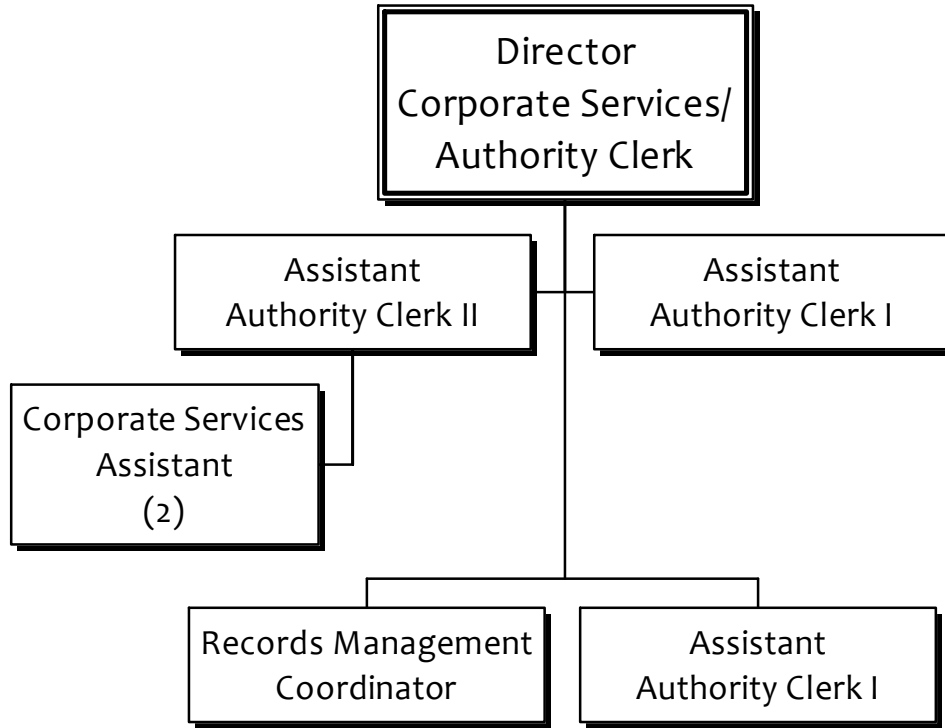 Director
Corporate Services/
Authority Clerk
Assistant
Authority Clerk II
Assistant
Authority Clerk I
Corporate Services
Assistant
(2)
Records Management
Coordinator
Assistant
Authority Clerk I